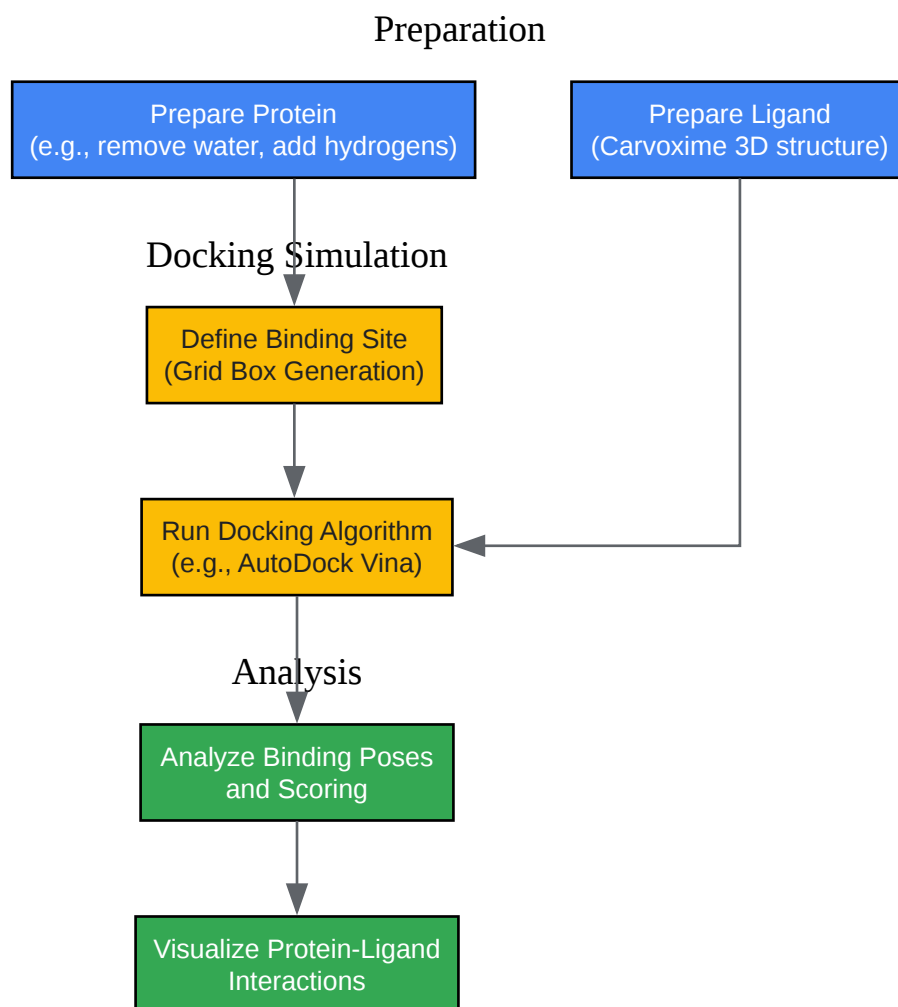 Preparation
Prepare Protein
(e.g., remove water, add hydrogens)
Prepare Ligand
(Carvoxime 3D structure)
Docking Simulation
Define Binding Site
(Grid Box Generation)
Run Docking Algorithm
(e.g., AutoDock Vina)
Analysis
Analyze Binding Poses
and Scoring
Visualize Protein-Ligand
Interactions